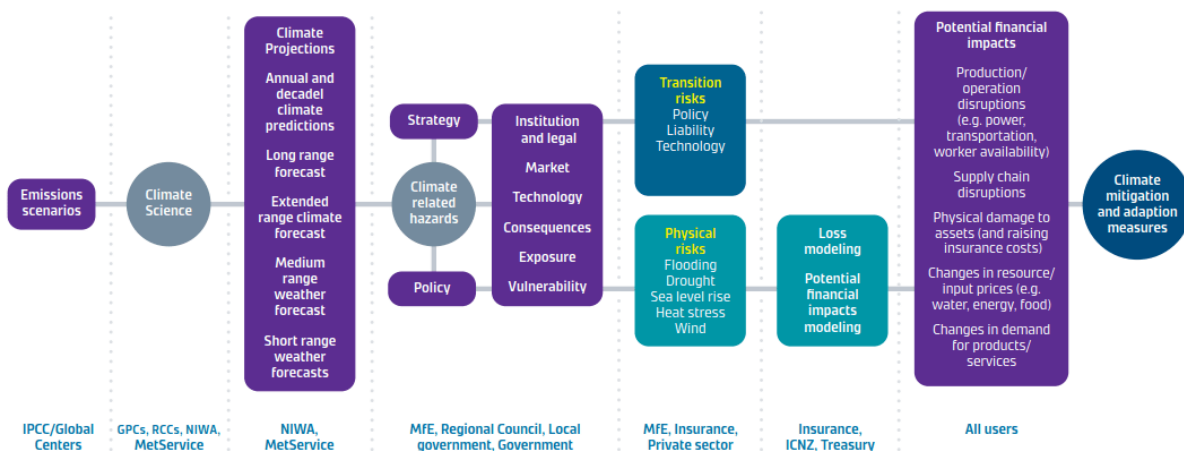 Emissions
scenarios
Climate
Science
Climate
Projections
Annual and
decadel
climate
predictions
Long range
forecast
Extended
range climate
forecast
Medium
range
weather
forecast
Short range
weather
forecasts
Strategy
Climate
related
hazards
Policy
Institution
and legal
Market
Technology
Consequences
Exposure
Vulnerability
Transition
risks
Policy
Liability
Technology
Physical
risks
Flooding
Drought
Sea level rise
Heat stress
Wind
Loss
modeling
Potential
financial
impacts
modeling
Potential financial
impacts
Production/
operation
disruptions
(e.g. power,
transportation,
worker availability)
Supply chain
disruptions
Physical damage to
assets (and raising
insurance costs)
Changes in resource/
input prices (e.g.
water, energy, food)
Changes in demand
for products/
services
Climate
mitigation
and adaption
measures
IPCC/Global
Centers
GPCs, RCCs, NIWA,
MetService
NIWA,
MetService
MfE, Regional Council, Local
government, Government
MfE, Insurance,
Private sector
Insurance,
ICNZ, Treasury
All users